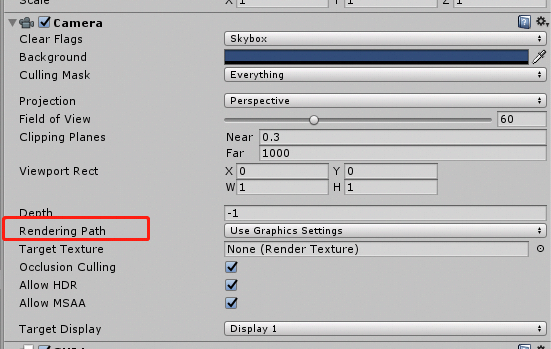 Scale X 1 Y 1 Z 1
Camera
Clear Flags Skybox
Background
Culling Mask Everything
Projection Perspective
Field of View 60
Clipping Planes Near 0.3
Far 1000
Viewport Rect X 0 Y 0
W 1 H 1
Depth -1
Rendering Path Use Graphics Settings
Target Texture None (Render Texture)
Occlusion Culling
Allow HDR
Allow MSAA
Target Display Display 1